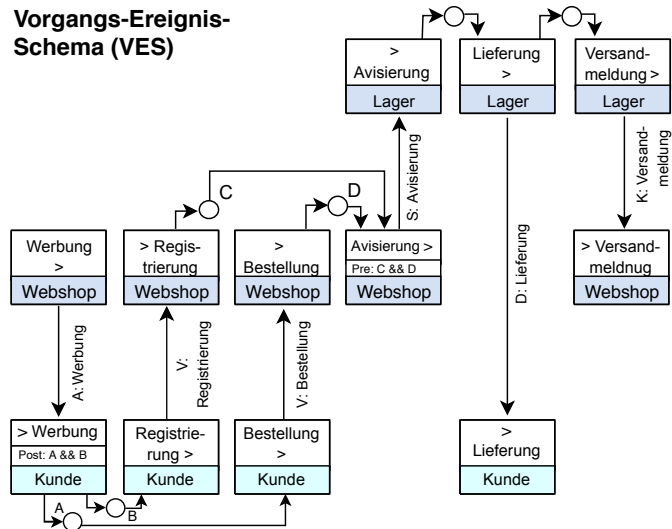 Vorgangs-Ereignis-
Schema (VES)
>
Avisierung
Lager
Lieferung
>
Lager
Versand-
meldung >
Lager
S: Avisierung
D: Lieferung
K: Versand-
meldung
C
D
Werbung
>
Webshop
> Regis-
trierung
Webshop
>
Bestellung
Webshop
Avisierung >
Pre: C && D
Webshop
> Versand-
meldnug
Webshop
A: Werbung
V:
Registrierung
V: Bestellung
> Werbung
Post: A && B
Kunde
Registrie-
rung >
Kunde
Bestellung
>
Kunde
>
Lieferung
Kunde
A
B